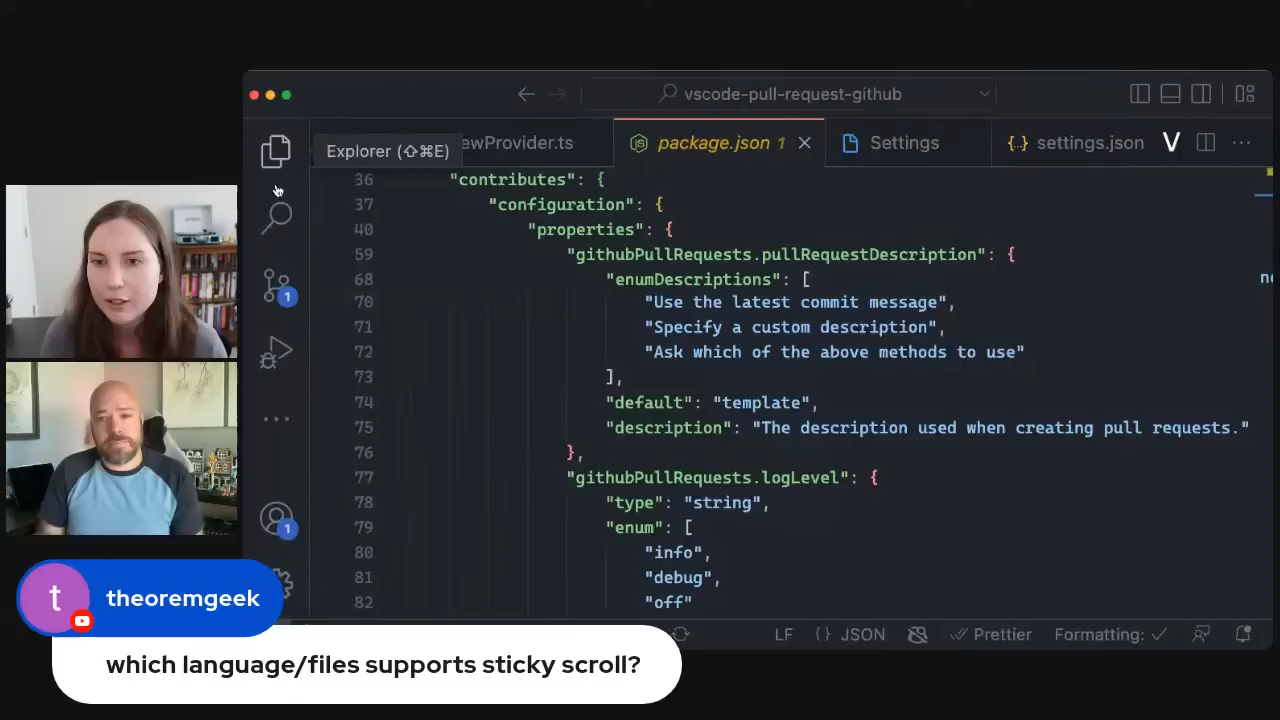 vscode-pull-request-github
Explorer (⇧⌘E)
ewProvider.ts
package.json 1
Settings
settings.json
36 "contributes": {
37 "configuration": {
40 "properties": {
59 "githubPullRequests.pullRequestDescription": {
68 "enumDescriptions": [
70 "Use the latest commit message",
71 "Specify a custom description",
72 "Ask which of the above methods to use"
73 ],
74 "default": "template",
75 "description": "The description used when creating pull requests."
76 },
77 "githubPullRequests.logLevel": {
78 "type": "string",
79 "enum": [
80 "info",
81 "debug",
82 "off"
1
1
LF {} JSON Prettier Formatting:
t theoremgeek
which language/files supports sticky scroll?